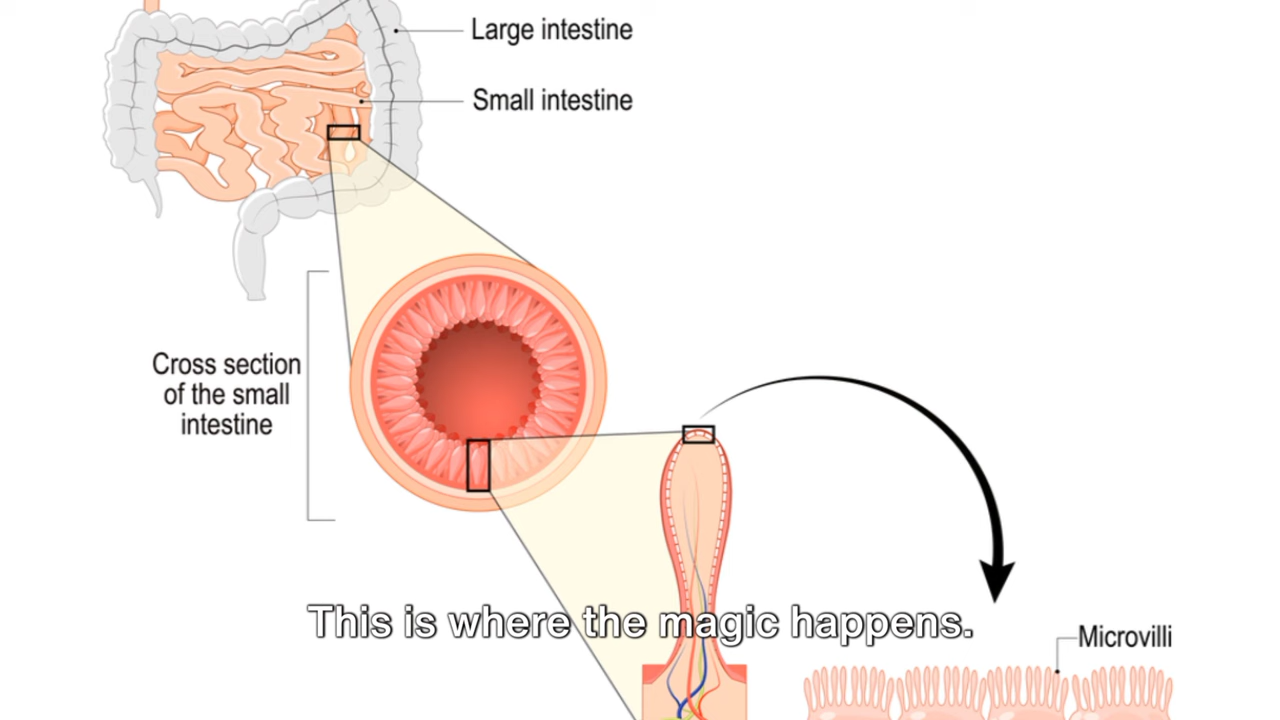 Large intestine
Small intestine
Cross section
of the small
intestine
This is where the magic happens.
Microvilli